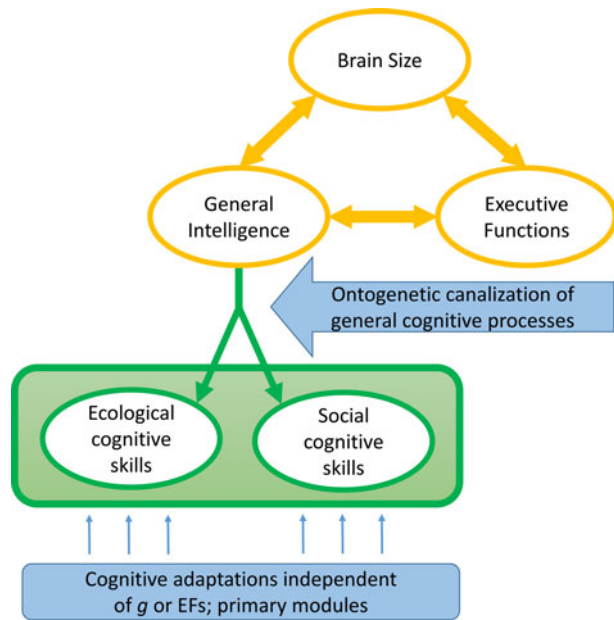 Brain Size
General
Intelligence
Executive
Functions
Ontogenetic canalization of
general cognitive processes
Ecological
cognitive
skills
Social
cognitive
skills
Cognitive adaptations independent
of g or EFs; primary modules